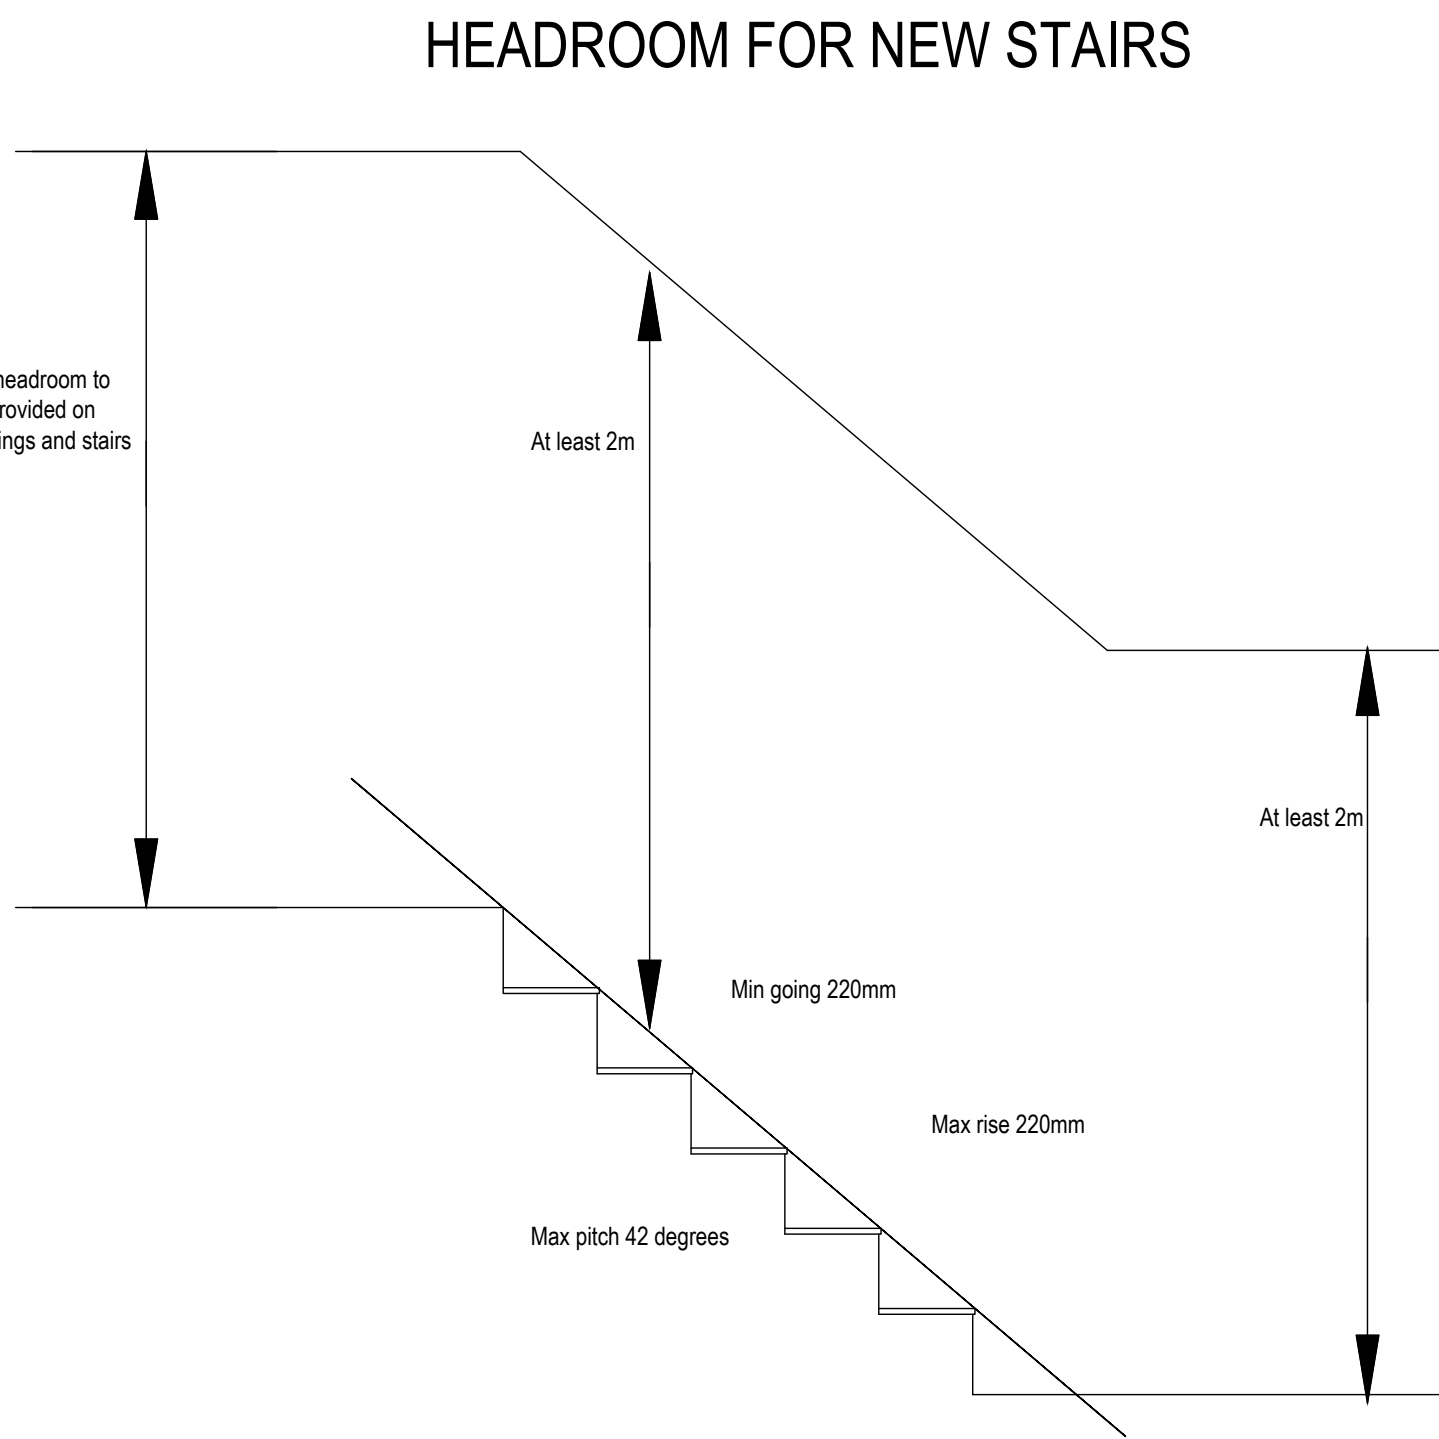 HEADROOM FOR NEW STAIRS
headroom to
rovided on
ings and stairs
At least 2m
At least 2m
Min going 220mm
Max rise 220mm
Max pitch 42 degrees